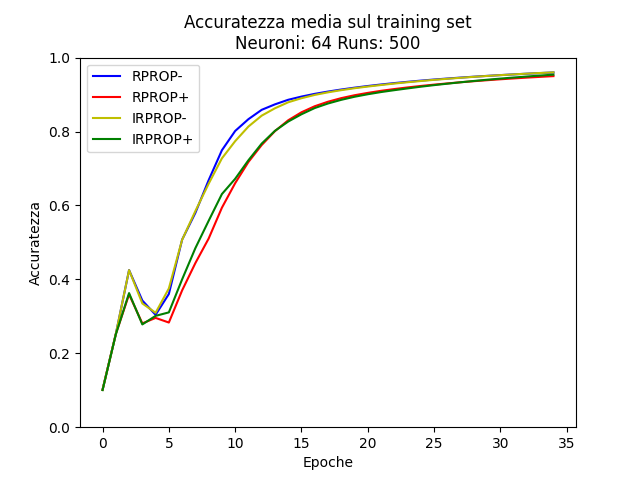 Accuratezza media sul training set
Neuroni: 64 Runs: 500
1.0
0.8
0.6
0.4
0.2
0.0
Accuratezza
RPROP-
RPROP+
IRPROP-
IRPROP+
0 5 10 15 20 25 30 35
Epoche